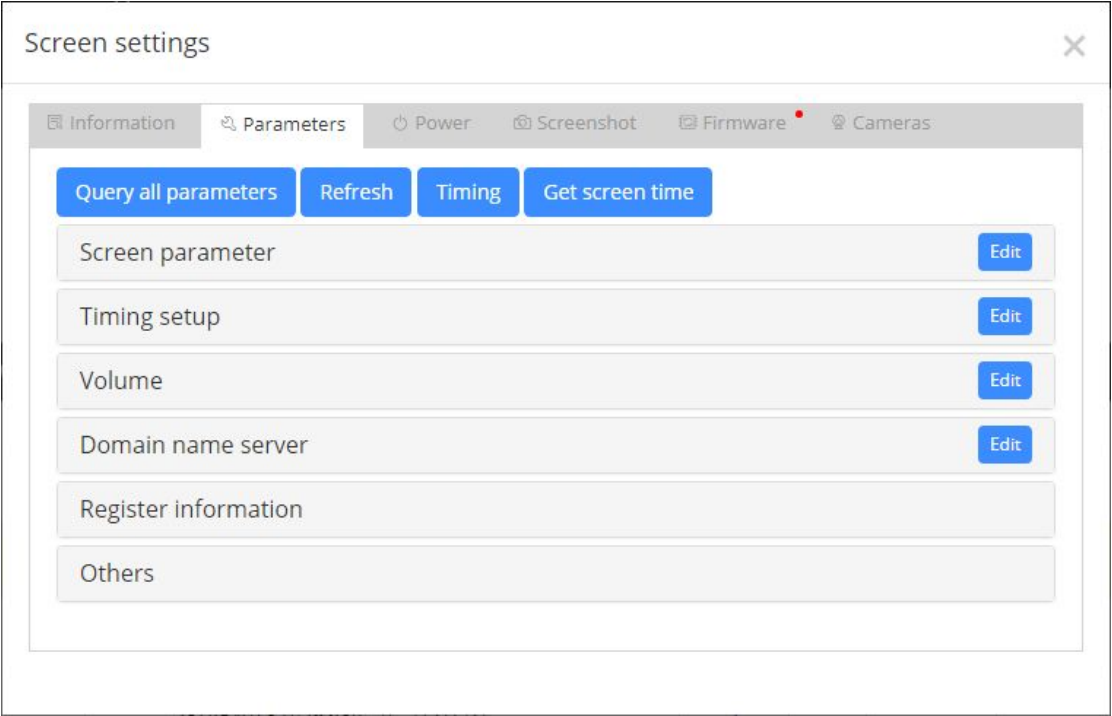 Screen settings
Information Parameters Power Screenshot Firmware Cameras
Query all parameters Refresh Timing Get screen time
Screen parameter Edit
Timing setup Edit
Volume Edit
Domain name server Edit
Register information
Others